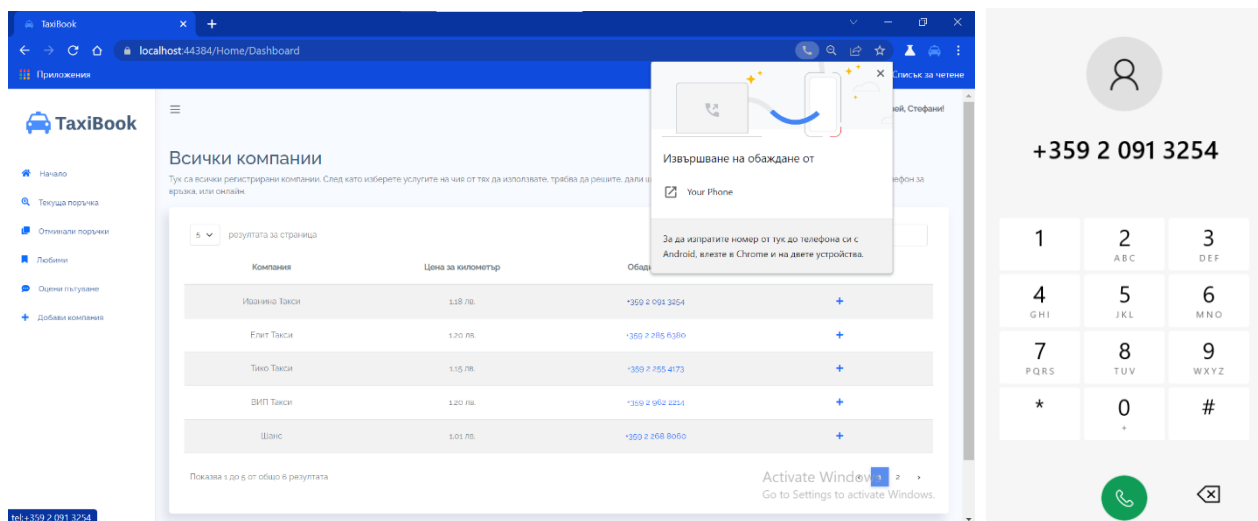 TaxiBook
localhost:44384/Home/Dashboard
Приложения
Списък за четене
TaxiBook
Стефани!
Начало
Текуща поръчка
Отминали поръчки
Любими
Оцени пътуване
Добави компания
Всички компании
Тук са всички регистрирани компании. След като изберете услугите на чия от тях да използвате, трябва да решите, дали
връзка, или онлайн.
5 резултата за страница
Компания Цена за километър
Иванина Такси 1.18 лв. +359 2 091 3254 +
Елит Такси 1.20 лв. +359 2 285 6380 +
Тико Такси 1.15 лв. +359 2 255 4173 +
ВИП Такси 1.20 лв. +359 2 962 2214 +
Шанс 1.01 лв. +359 2 268 8060 +
Показва 1 до 5 от общо 6 резултата
1 2
Activate Windows
Go to Settings to activate Windows.
tel:+359 2 091 3254
Извършване на обаждане от
Your Phone
За да изпратите номер от тук до телефона си с
Android, влезте в Chrome и на двете устройства.
+359 2 091 3254
1 2 3
ABC DEF
4 5 6
GHI JKL MNO
7 8 9
PQRS TUV WXYZ
* 0 #
+